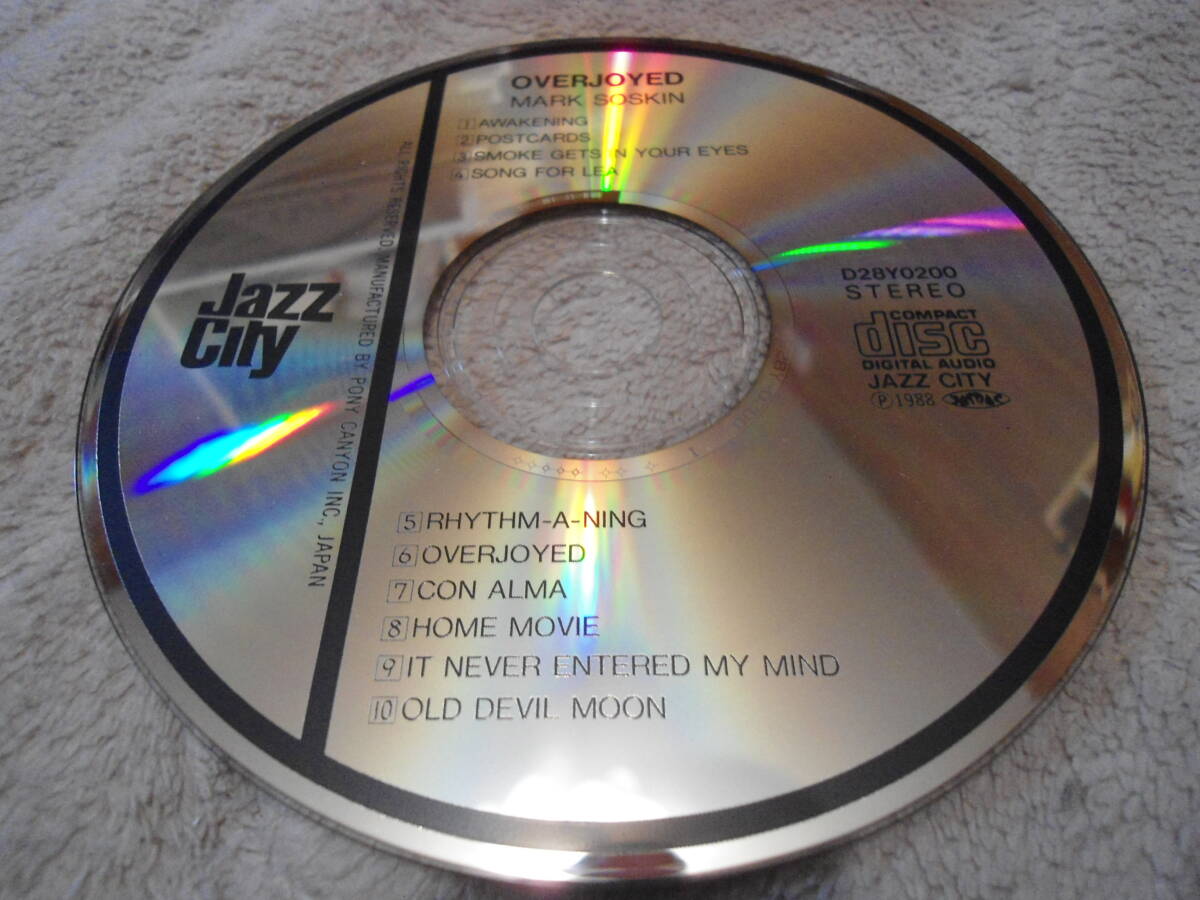 OVERJOYED
MARK SOSKIN
1 AWAKENING
2 POSTCARDS
3 SMOKE GETS IN YOUR EYES
4 SONG FOR LEA
Jazz
City
ALL RIGHTS RESERVED. MANUFACTURED BY PONY CANYON INC., JAPAN
D28Y0200
STEREO
COMPACT
disc
DIGITAL AUDIO
JAZZ CITY
Ⓟ1988
5 RHYTHM-A-NING
6 OVERJOYED
7 CON ALMA
8 HOME MOVIE
9 IT NEVER ENTERED MY MIND
10 OLD DEVIL MOON